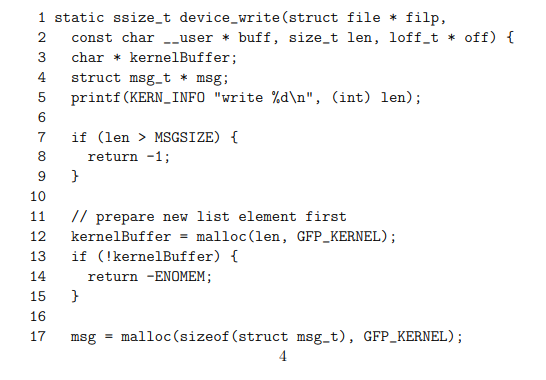 1 static ssize_t device_write(struct file * filp,
2 const char __user * buff, size_t len, loff_t * off) {
3 char * kernelBuffer;
4 struct msg_t * msg;
5 printf(KERN_INFO "write %d\n", (int) len);
6
7 if (len > MSGSIZE) {
8 return -1;
9 }
10
11 // prepare new list element first
12 kernelBuffer = malloc(len, GFP_KERNEL);
13 if (!kernelBuffer) {
14 return -ENOMEM;
15 }
16
17 msg = malloc(sizeof(struct msg_t), GFP_KERNEL);
4